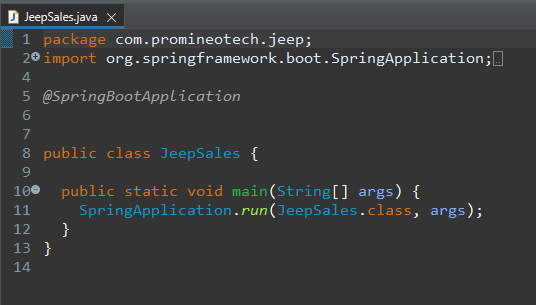 JeepSales.java
1 package com.promineotech.jeep;
2 import org.springframework.boot.SpringApplication;
4
5 @SpringBootApplication
6
7
8 public class JeepSales {
9
10 public static void main(String[] args) {
11 SpringApplication.run(JeepSales.class, args);
12 }
13 }
14